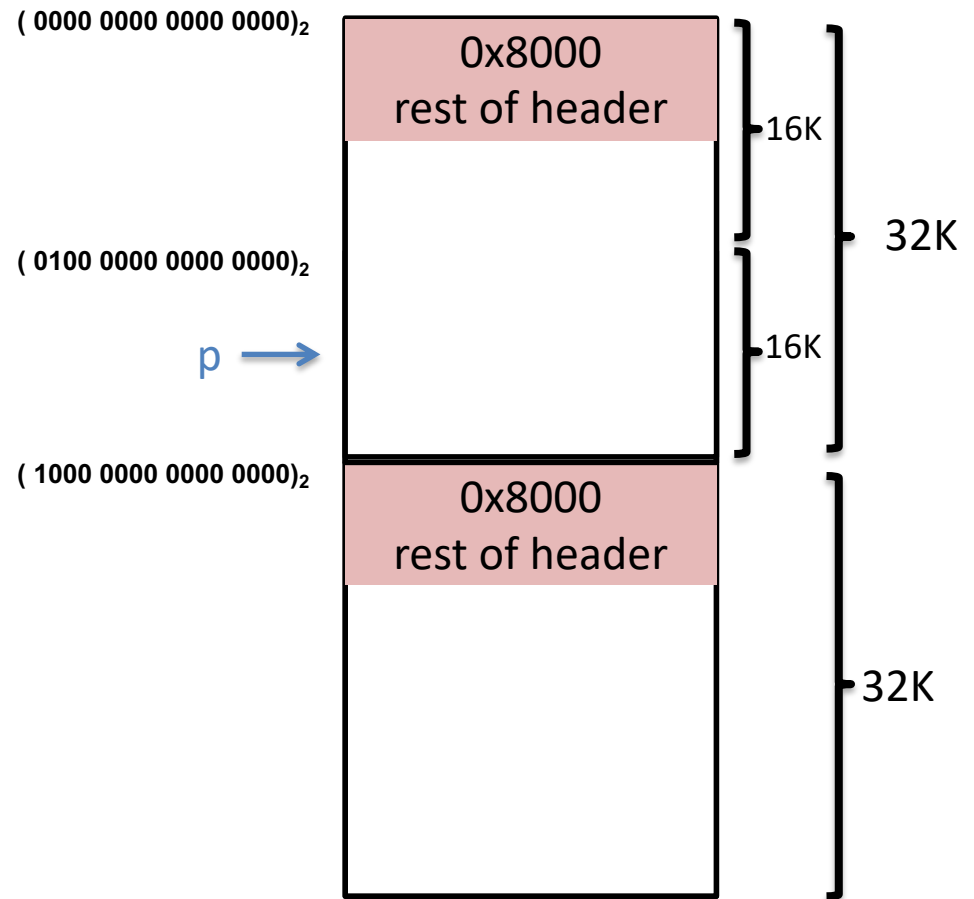 ( 0000 0000 0000 0000)₂
0x8000
rest of header
16K
32K
( 0100 0000 0000 0000)₂
p
16K
( 1000 0000 0000 0000)₂
0x8000
rest of header
32K